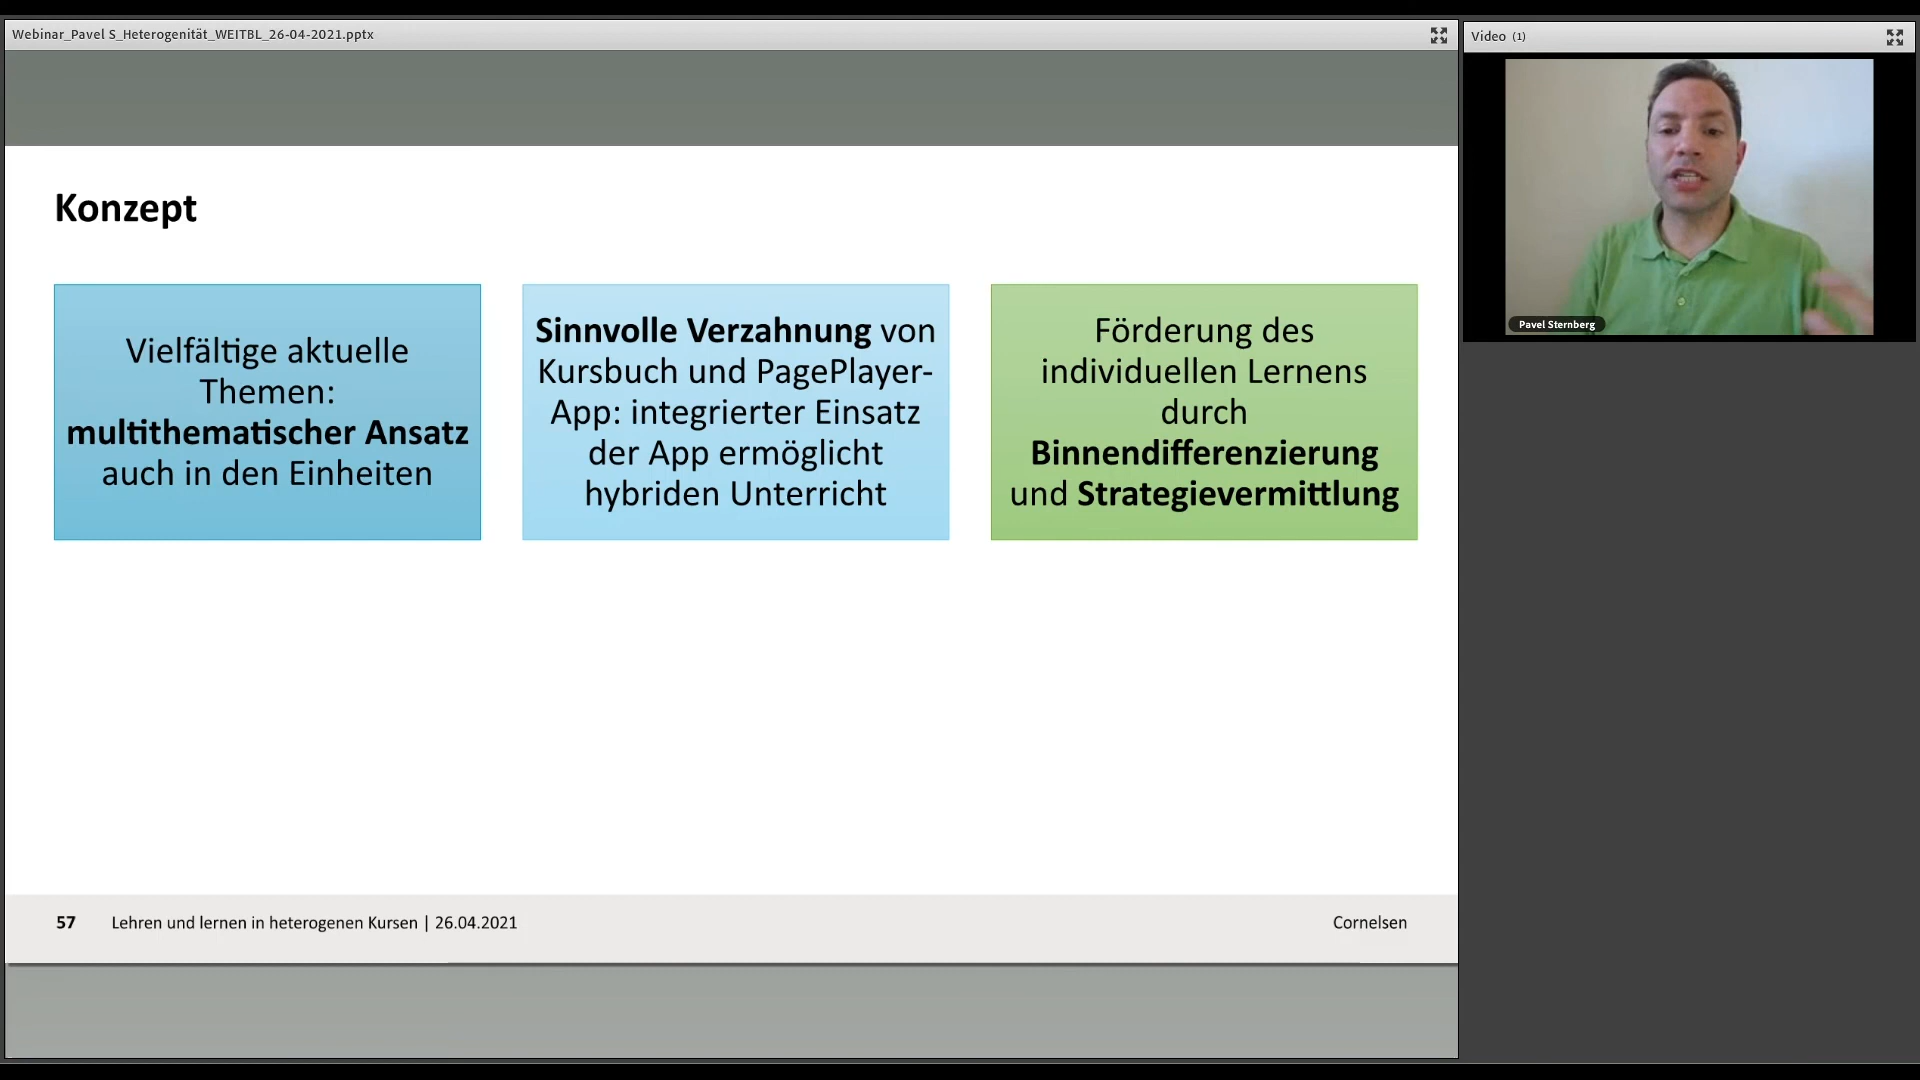 Webinar_Pavel S_Heterogenität_WEITBL_26-04-2021.pptx
Video (1)
Pavel Sternberg
Konzept
Vielfältige aktuelle
Themen:
multithematischer Ansatz
auch in den Einheiten
Sinnvolle Verzahnung von
Kursbuch und PagePlayer-
App: integrierter Einsatz
der App ermöglicht
hybriden Unterricht
Förderung des
individuellen Lernens
durch
Binnendifferenzierung
und Strategievermittlung
57 Lehren und lernen in heterogenen Kursen | 26.04.2021
Cornelsen